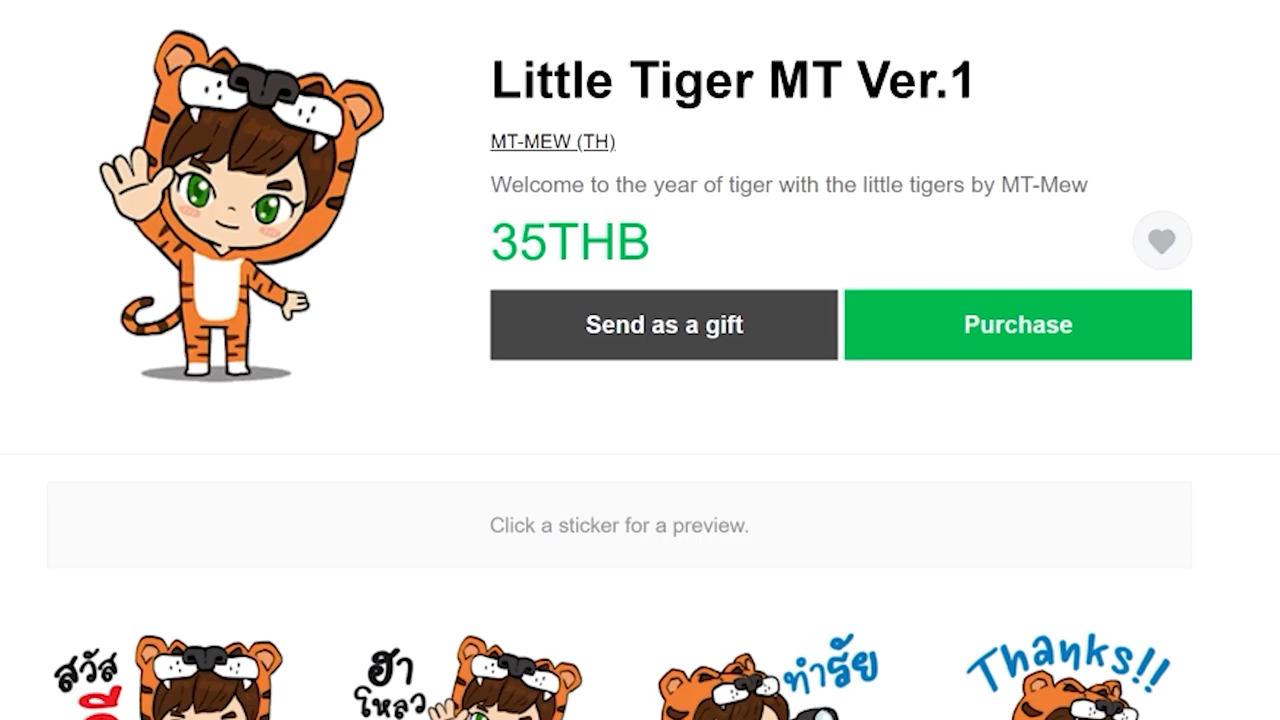 Little Tiger MT Ver.1
MT-MEW (TH)
Welcome to the year of tiger with the little tigers by MT-Mew
35THB
Send as a gift
Purchase
Click a sticker for a preview.
สวัส
ฮา
โหลว
ทำรัย
Thanks!!